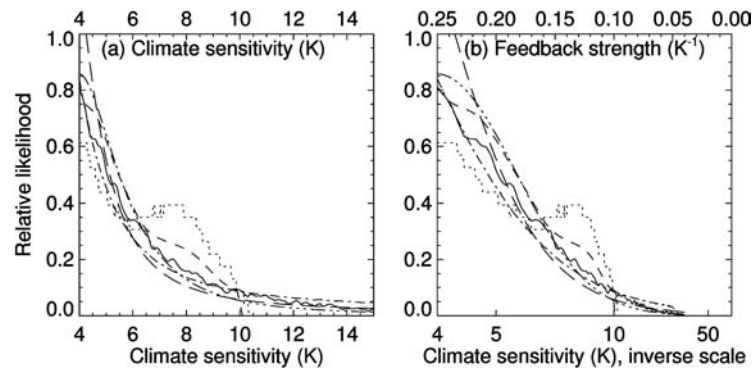 4 6 8 10 12 14 0.25 0.20 0.15 0.10 0.05 0.00
1.0 (a) Climate sensitivity (K) (b) Feedback strength (K⁻¹)
0.8
0.6
0.4
0.2
0.0
Relative likelihood
4 6 8 10 12 14 4 5 10 50
Climate sensitivity (K) Climate sensitivity (K), inverse scale